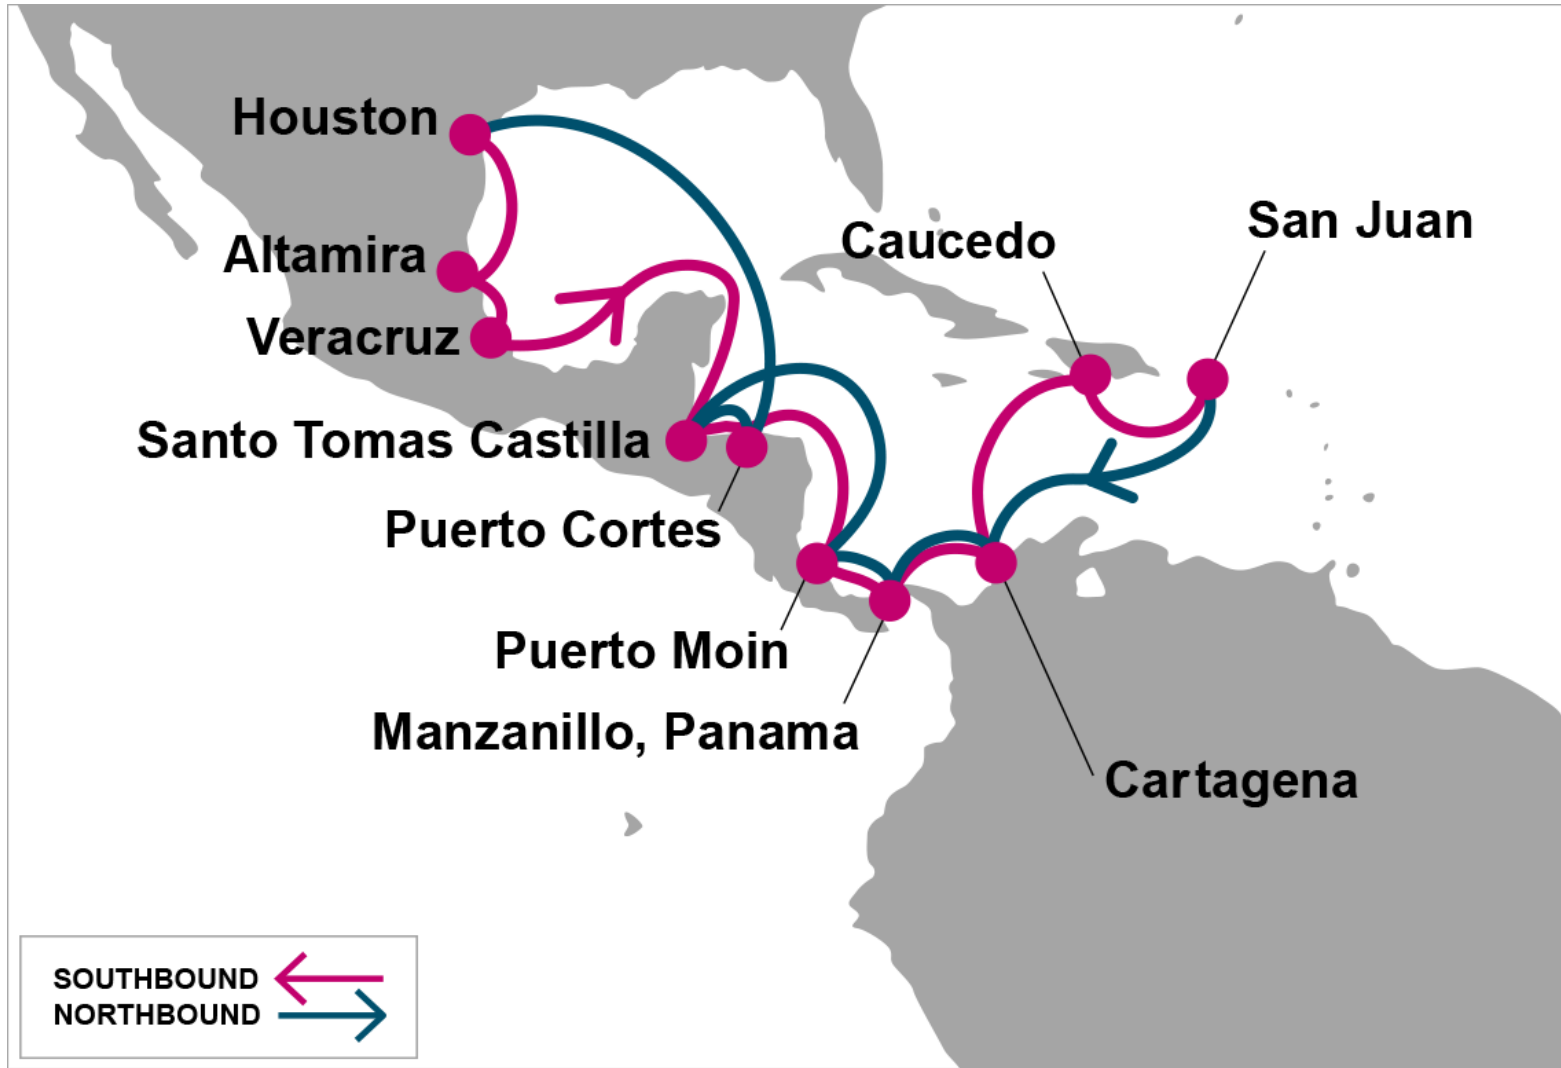 Houston
Altamira
Veracruz
Caucedo
San Juan
Santo Tomas Castilla
Puerto Cortes
Puerto Moin
Manzanillo, Panama
Cartagena
SOUTHBOUND
NORTHBOUND